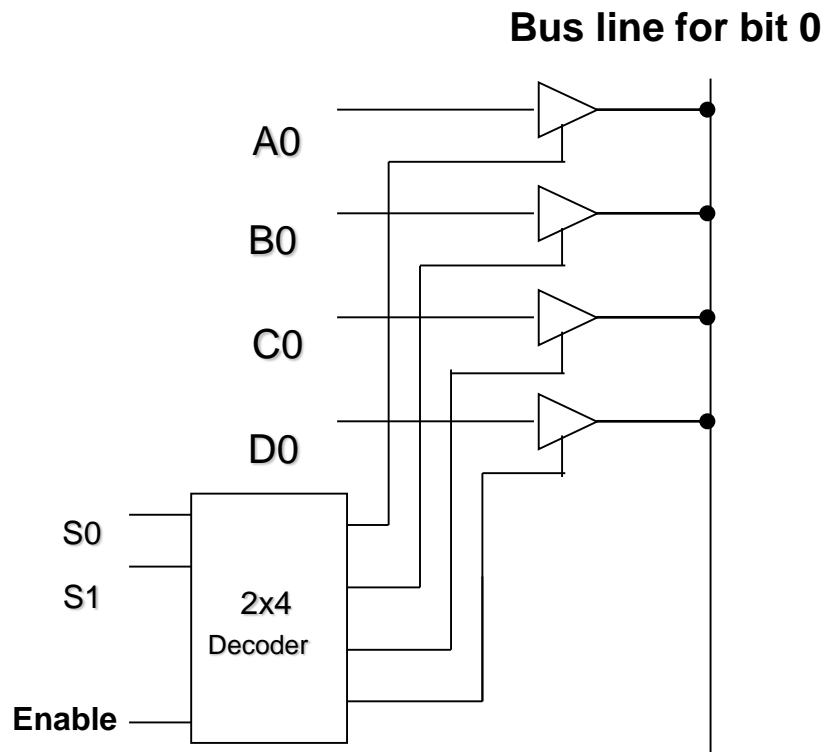 Bus line for bit 0
A0
B0
C0
D0
S0
S1
2x4
Decoder
Enable